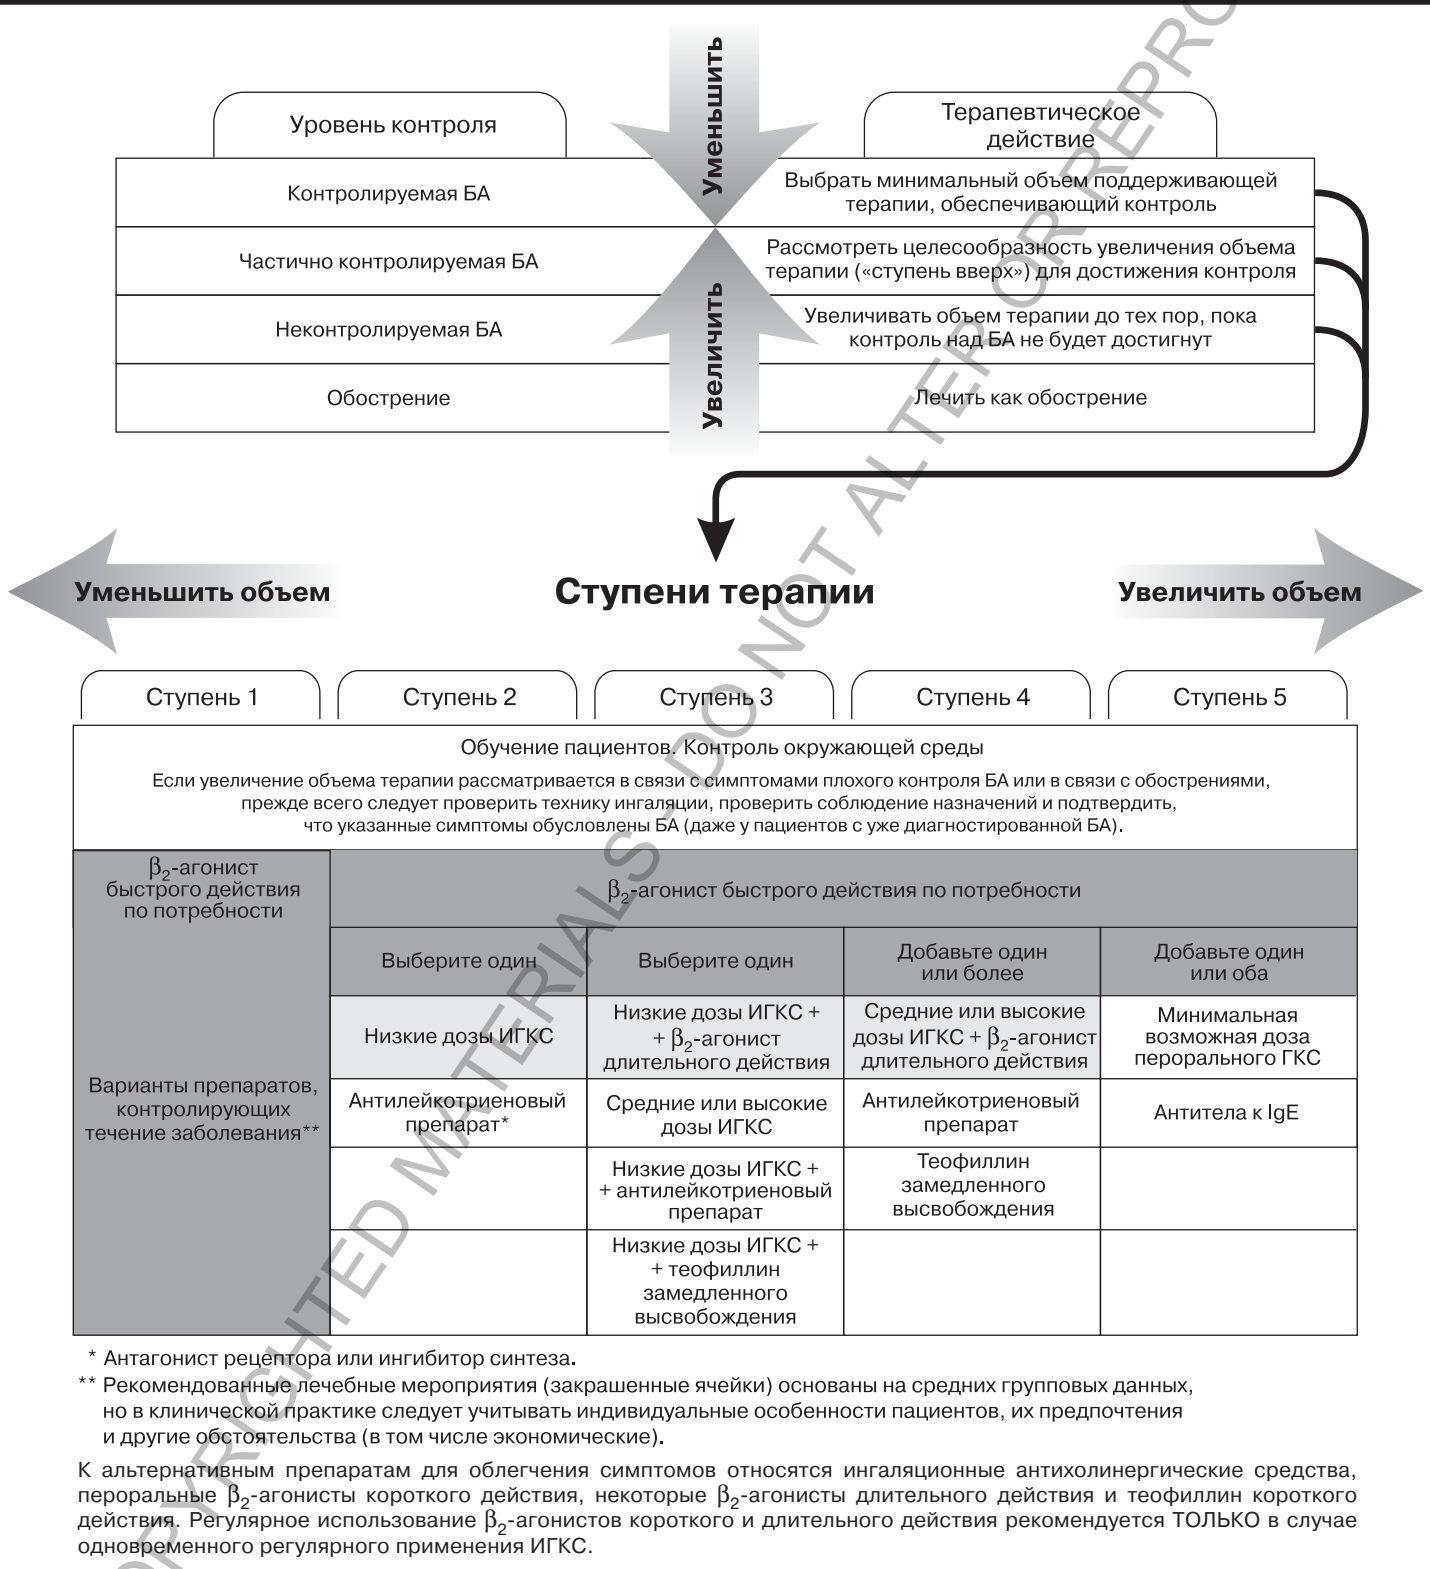 Уменьшить
Уровень контроля
Терапевтическое
действие
Контролируемая БА
Выбрать минимальный объем поддерживающей
терапии, обеспечивающий контроль
Частично контролируемая БА
Рассмотреть целесообразность увеличения объема
терапии («ступень вверх») для достижения контроля
Неконтролируемая БА
Увеличивать объем терапии до тех пор, пока
контроль над БА не будет достигнут
Увеличить
Обострение
Лечить как обострение
Уменьшить объем
Ступени терапии
Увеличить объем
Ступень 1
Ступень 2
Ступень 3
Ступень 4
Ступень 5
Обучение пациентов. Контроль окружающей среды
Если увеличение объема терапии рассматривается в связи с симптомами плохого контроля БА или в связи с обострениями,
прежде всего следует проверить технику ингаляции, проверить соблюдение назначений и подтвердить,
что указанные симптомы обусловлены БА (даже у пациентов с уже диагностированной БА).
β₂-агонист
быстрого действия
по потребности
β₂-агонист быстрого действия по потребности
Варианты препаратов,
контролирующих
течение заболевания**
Выберите один
Выберите один
Добавьте один
или более
Добавьте один
или оба
Низкие дозы ИГКС
Низкие дозы ИГКС +
+ β₂-агонист
длительного действия
Средние или высокие
дозы ИГКС + β₂-агонист
длительного действия
Минимальная
возможная доза
перорального ГКС
Антилейкотриеновый
препарат*
Средние или высокие
дозы ИГКС
Антилейкотриеновый
препарат
Антитела к IgE
Низкие дозы ИГКС +
+ антилейкотриеновый
препарат
Теофиллин
замедленного
высвобождения
Низкие дозы ИГКС +
+ теофиллин
замедленного
высвобождения
* Антагонист рецептора или ингибитор синтеза.
** Рекомендованные лечебные мероприятия (закрашенные ячейки) основаны на средних групповых данных,
но в клинической практике следует учитывать индивидуальные особенности пациентов, их предпочтения
и другие обстоятельства (в том числе экономические).
К альтернативным препаратам для облегчения симптомов относятся ингаляционные антихолинергические средства,
пероральные β₂-агонисты короткого действия, некоторые β₂-агонисты длительного действия и теофиллин короткого
действия. Регулярное использование β₂-агонистов короткого и длительного действия рекомендуется ТОЛЬКО в случае
одновременного регулярного применения ИГКС.
COPYRIGHTED MATERIALS - DO NOT ALTER OR REPRO